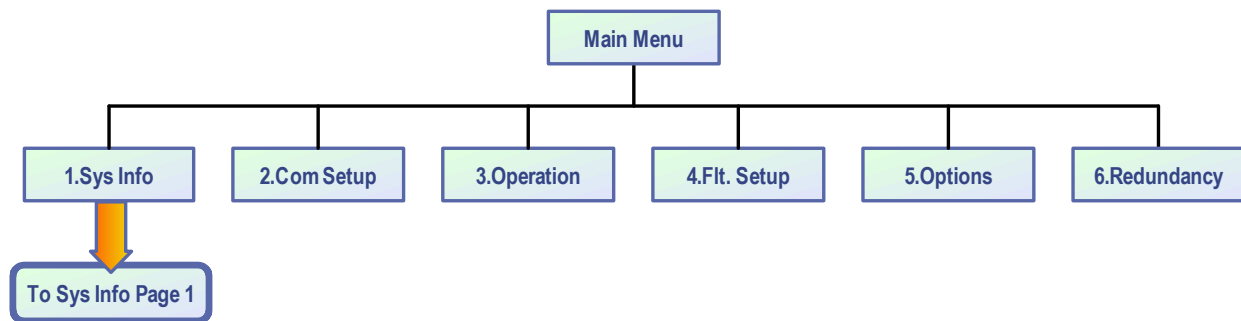 Main Menu
1.Sys Info
2.Com Setup
3.Operation
4.Flt. Setup
5.Options
6.Redundancy
To Sys Info Page 1